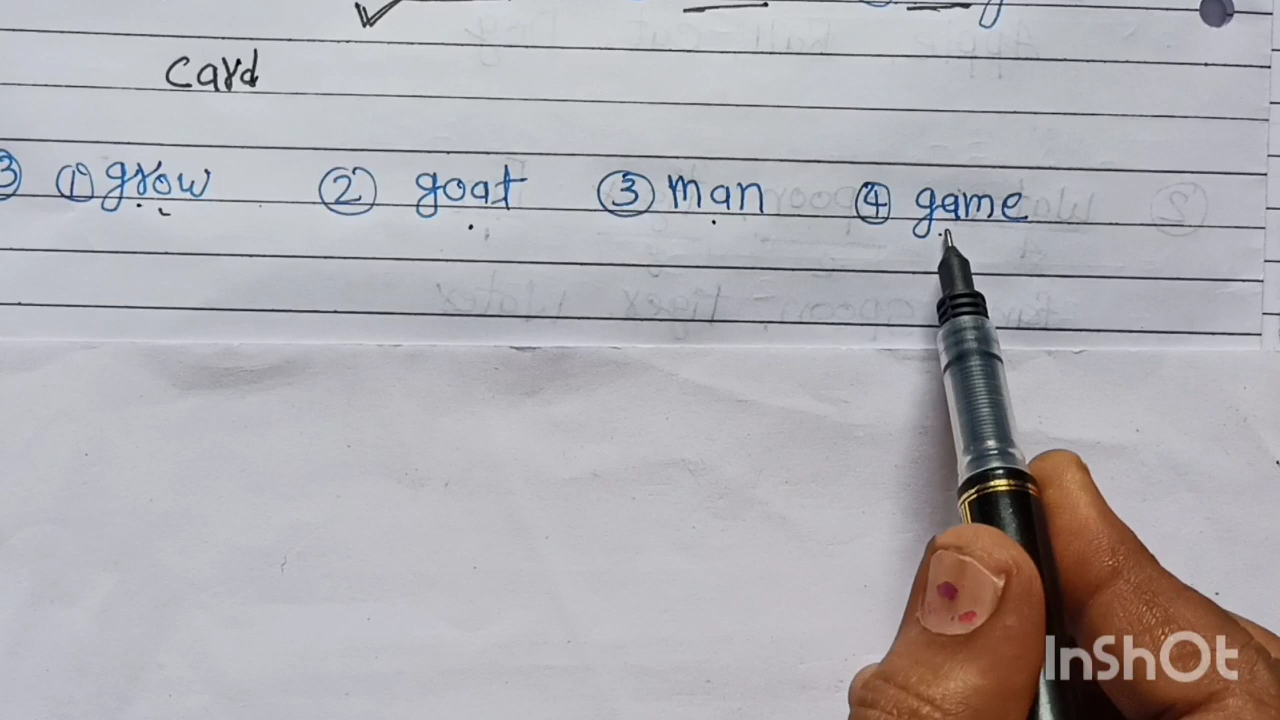 card
③ ① grow ② goat ③ man ④ game
InShOt